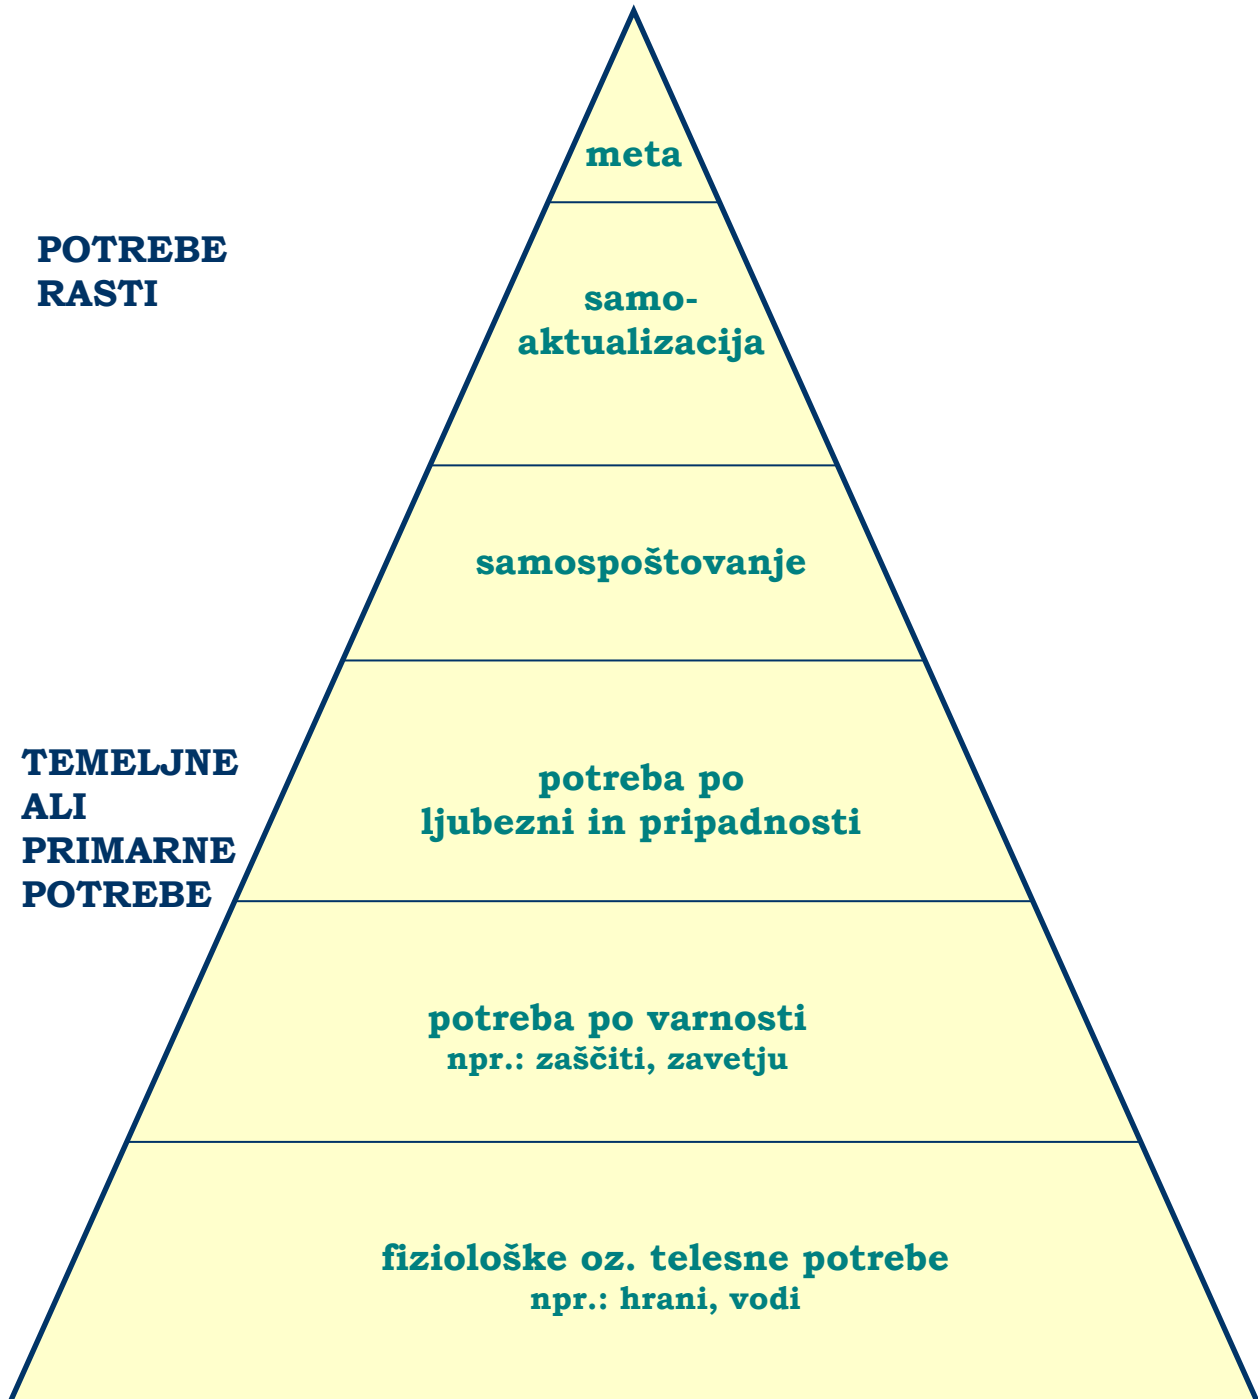 meta
POTREBE
RASTI
samo-
aktualizacija
samospoštovanje
TEMELJNE
ALI
PRIMARNE
POTREBE
potreba po
ljubezni in pripadnosti
potreba po varnosti
npr.: zaščiti, zavetju
fiziološke oz. telesne potrebe
npr.: hrani, vodi